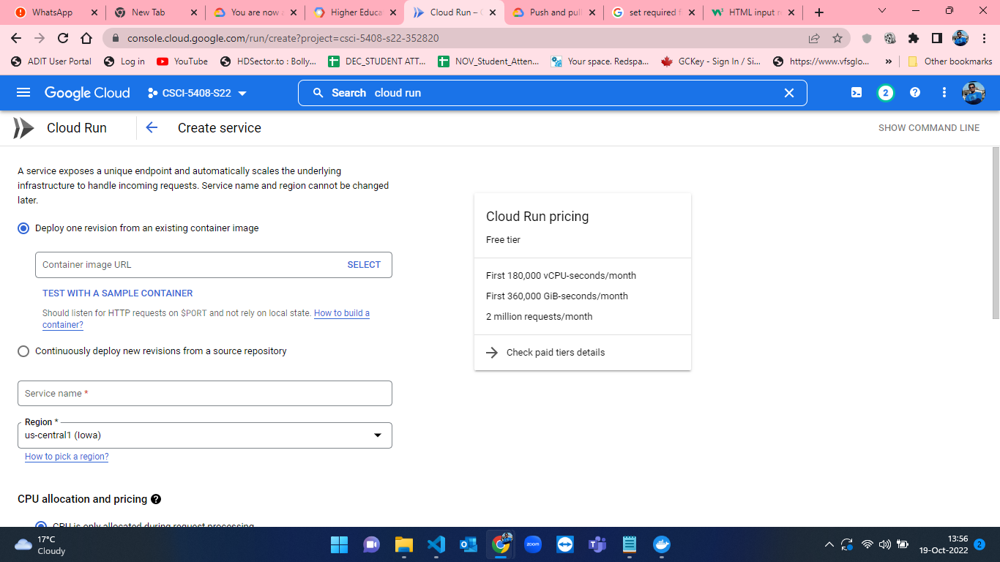 WhatsApp
New Tab
You are now a
Higher Educa
Cloud Run – G
Push and pull
set required f
HTML input r
console.cloud.google.com/run/create?project=csci-5408-s22-352820
ADIT User Portal
Log in
YouTube
HDSector.to : Bolly...
DEC_STUDENT ATT...
NOV_Student_Atten...
Your space. Redspa...
GCKey - Sign In / Si...
https://www.vfsglo...
»
Other bookmarks
Google Cloud
CSCI-5408-S22
Search cloud run
2
Cloud Run
Create service
SHOW COMMAND LINE
A service exposes a unique endpoint and automatically scales the underlying
infrastructure to handle incoming requests. Service name and region cannot be changed
later.
Deploy one revision from an existing container image
Container image URL
SELECT
TEST WITH A SAMPLE CONTAINER
Should listen for HTTP requests on $PORT and not rely on local state. How to build a
container?
Continuously deploy new revisions from a source repository
Service name *
Region *
us-central1 (Iowa)
How to pick a region?
CPU allocation and pricing
CPU is only allocated during request processing
Cloud Run pricing
Free tier
First 180,000 vCPU-seconds/month
First 360,000 GiB-seconds/month
2 million requests/month
Check paid tiers details
17°C
Cloudy
zoom
13:56
19-Oct-2022
2